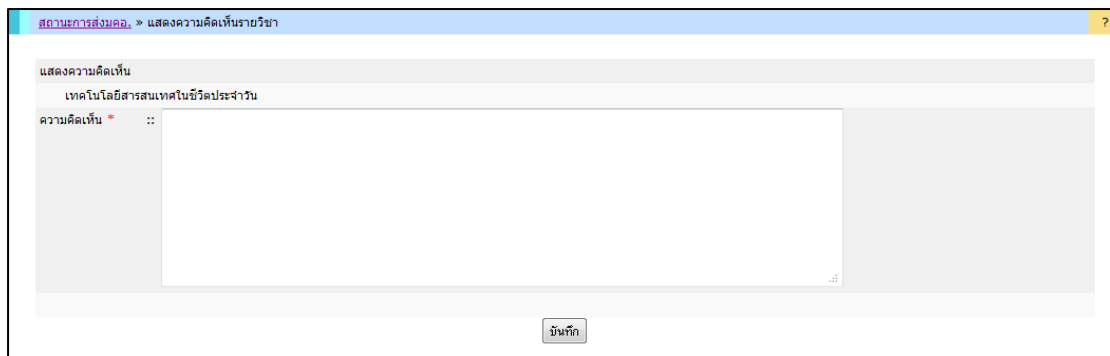 สถานะการส่งมคอ. » แสดงความคิดเห็นรายวิชา ?
แสดงความคิดเห็น
เทคโนโลยีสารสนเทศในชีวิตประจำวัน
ความคิดเห็น * ::
บันทึก